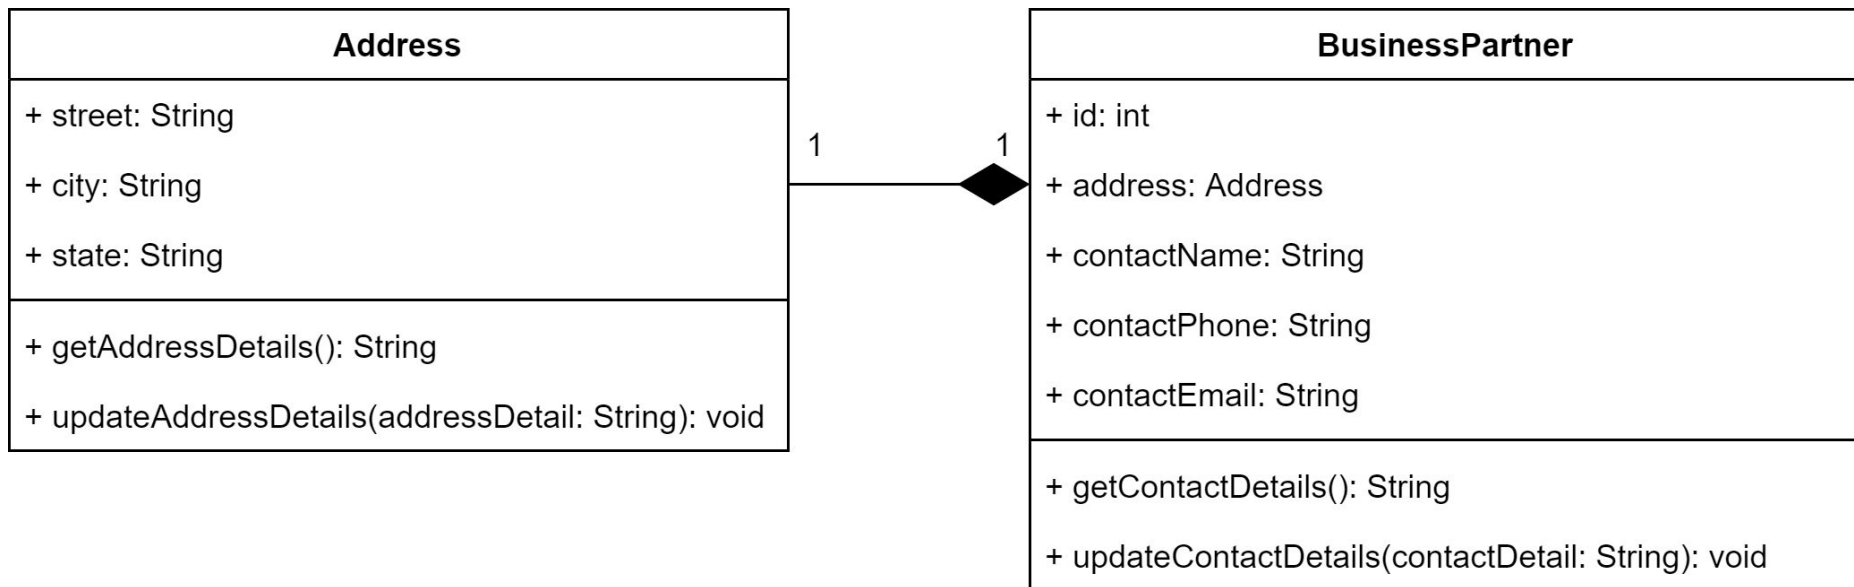 Address
+ street: String
+ city: String
+ state: String
+ getAddressDetails(): String
+ updateAddressDetails(addressDetail: String): void
1
1
BusinessPartner
+ id: int
+ address: Address
+ contactName: String
+ contactPhone: String
+ contactEmail: String
+ getContactDetails(): String
+ updateContactDetails(contactDetail: String): void